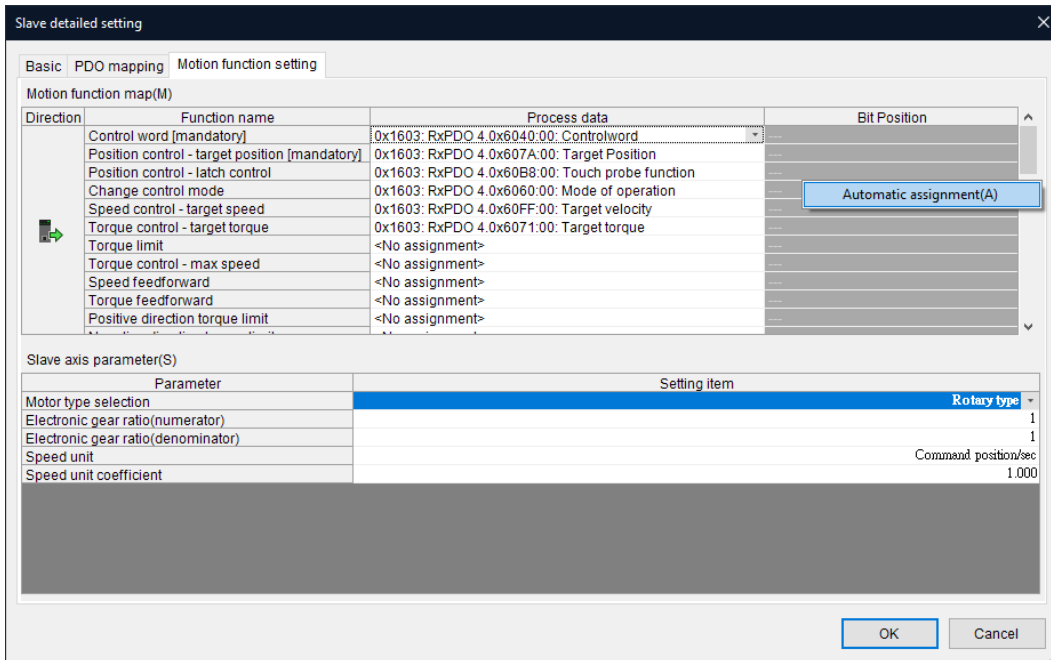 Slave detailed setting
Basic PDO mapping Motion function setting
Motion function map(M)
Direction Function name Process data Bit Position
Control word [mandatory] 0x1603: RxPDO 4.0x6040:00: Controlword ---
Position control - target position [mandatory] 0x1603: RxPDO 4.0x607A:00: Target Position ---
Position control - latch control 0x1603: RxPDO 4.0x60B8:00: Touch probe function ---
Change control mode 0x1603: RxPDO 4.0x6060:00: Mode of operation ---
Automatic assignment(A)
Speed control - target speed 0x1603: RxPDO 4.0x60FF:00: Target velocity ---
Torque control - target torque 0x1603: RxPDO 4.0x6071:00: Target torque ---
Torque limit <No assignment> ---
Torque control - max speed <No assignment> ---
Speed feedforward <No assignment> ---
Torque feedforward <No assignment> ---
Positive direction torque limit <No assignment> ---
Slave axis parameter(S)
Parameter Setting item
Motor type selection Rotary type
Electronic gear ratio(numerator) 1
Electronic gear ratio(denominator) 1
Speed unit Command position/sec
Speed unit coefficient 1.000
OK Cancel